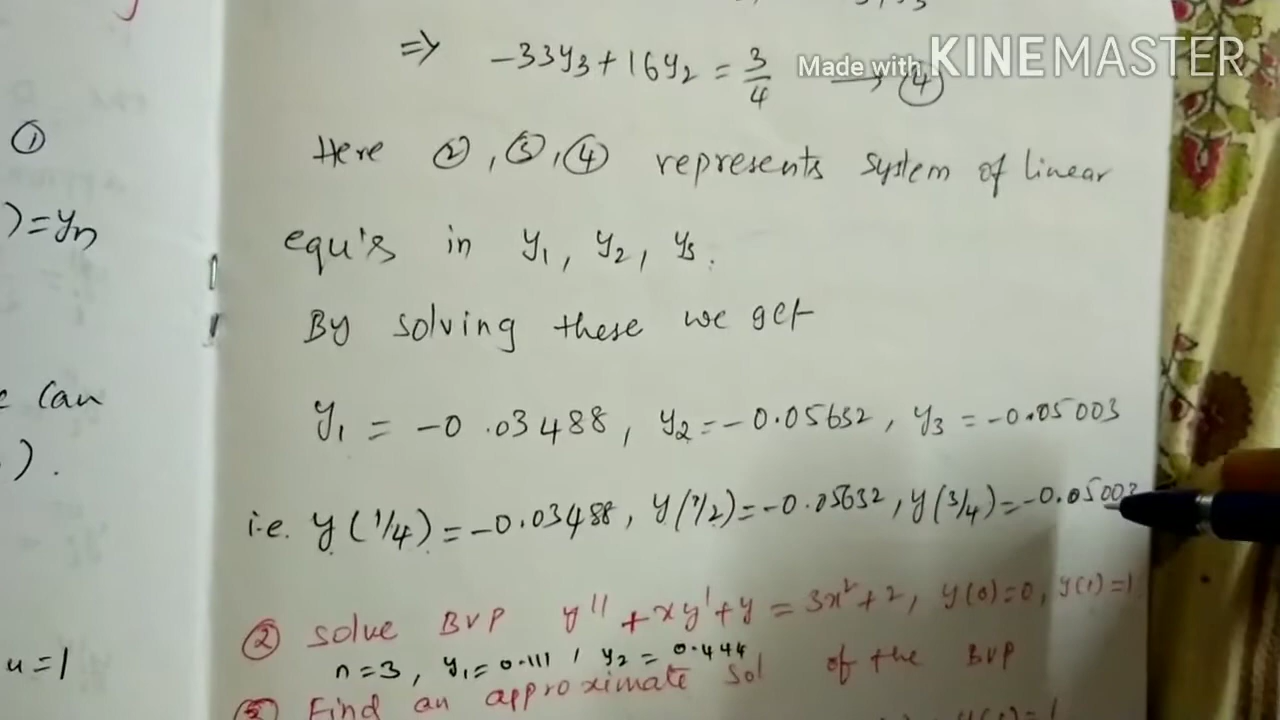 ⇒ -33y₃ + 16y₂ = 3/4 → ④
Made with KINEMASTER
①
Here ②, ③, ④ represents system of linear
) = yn
equ's in y₁, y₂, y₃.
By solving these we get
can
y₁ = -0.03488, y₂ = -0.05632, y₃ = -0.05003
).
i.e. y(1/4) = -0.03488, y(1/2) = -0.05632, y(3/4) = -0.05003
② solve BVP y'' + xy' + y = 3x² + 2, y(0)=0, y(1)=1
n=3, y₁ = 0.111, y₂ = 0.444
u=1
③ Find an approximate sol of the BVP